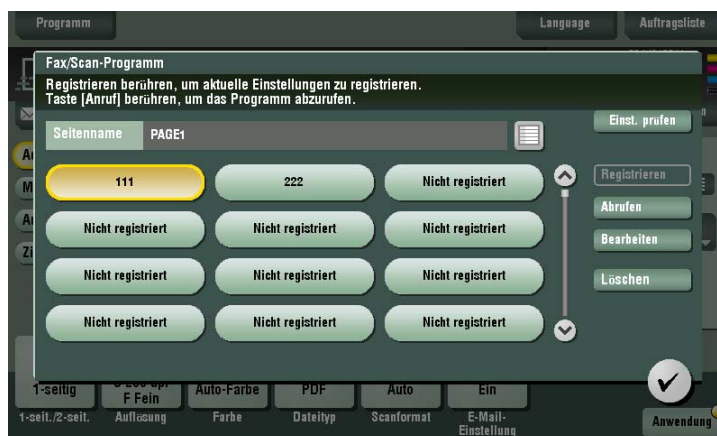 Programm
Language
Auftragsliste
Fax/Scan-Programm
Registrieren berühren, um aktuelle Einstellungen zu registrieren.
Taste [Anruf] berühren, um das Programm abzurufen.
Seitenname PAGE1
Einst. prüfen
111 222 Nicht registriert
Registrieren
Nicht registriert Nicht registriert Nicht registriert
Abrufen
Bearbeiten
Nicht registriert Nicht registriert Nicht registriert
Löschen
Nicht registriert Nicht registriert Nicht registriert
1-seitig F Fein Auto-Farbe PDF Auto Ein
1-seit./2-seit. Auflösung Farbe Dateityp Scanformat E-Mail-
Einstellung
Anwendung